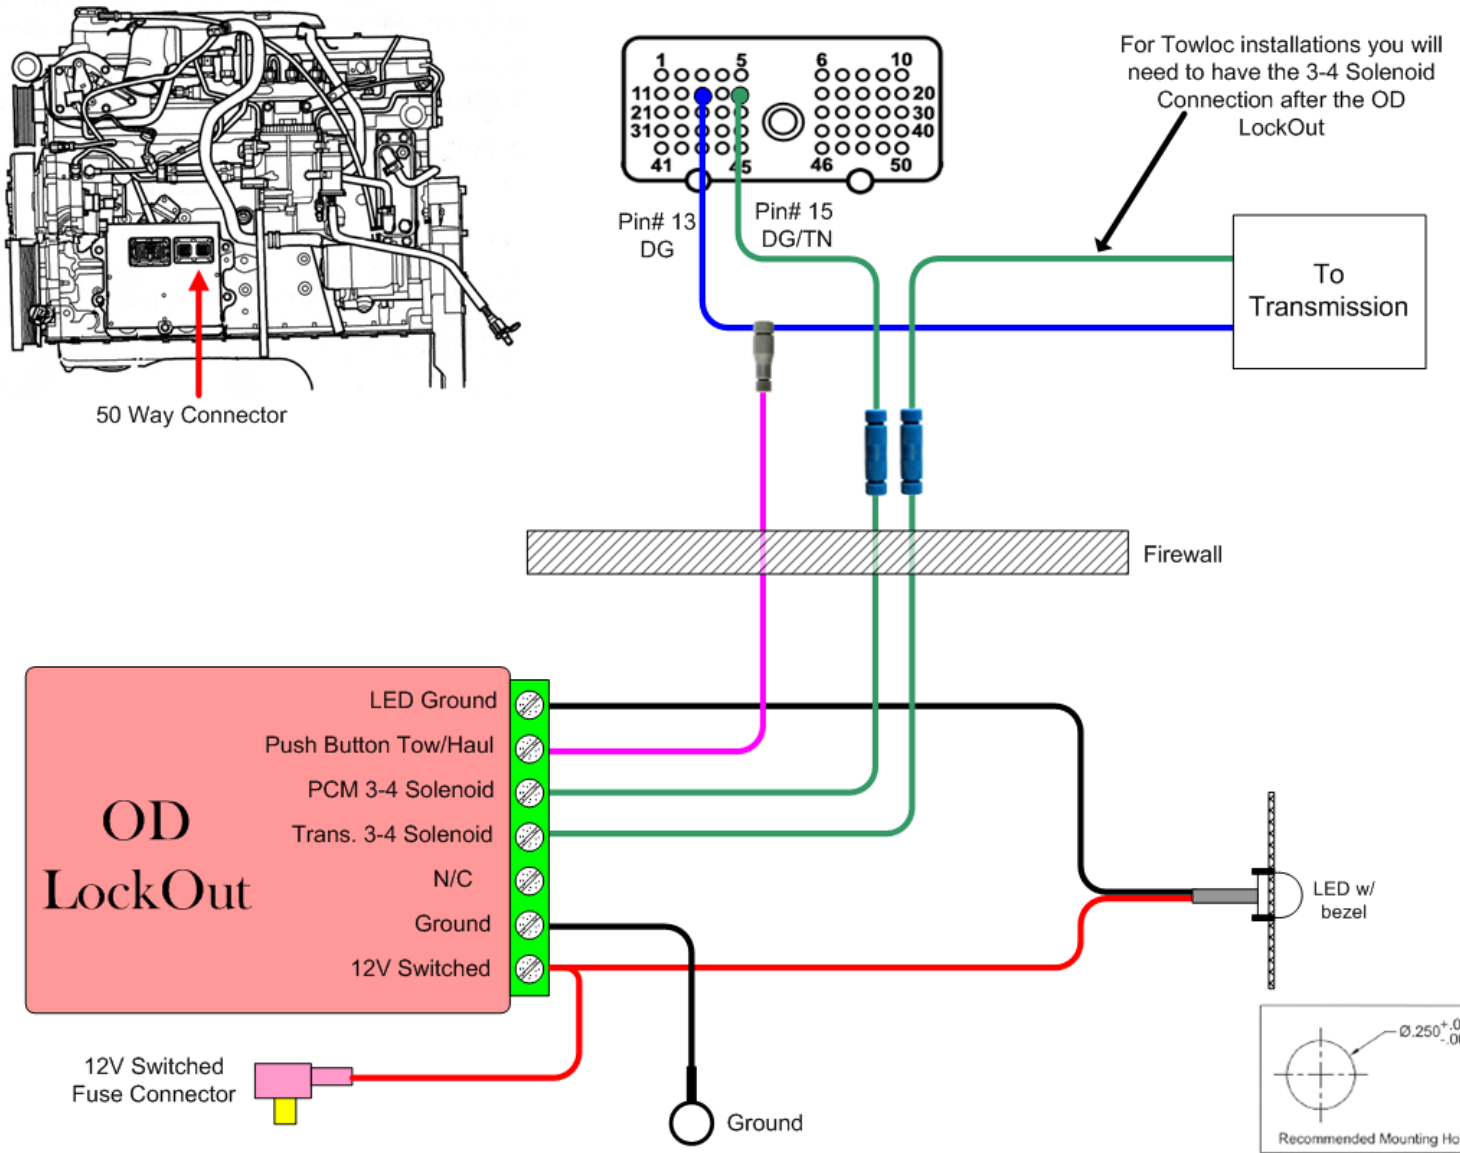 For Towloc installations you will
need to have the 3-4 Solenoid
Connection after the OD
LockOut
1 5 6 10
11 20
21 30
31 40
41 45 46 50
Pin# 13
DG
Pin# 15
DG/TN
To
Transmission
50 Way Connector
Firewall
LED Ground
Push Button Tow/Haul
PCM 3-4 Solenoid
Trans. 3-4 Solenoid
N/C
Ground
12V Switched
OD
LockOut
LED w/
bezel
12V Switched
Fuse Connector
Ground
Ø.250
Recommended Mounting